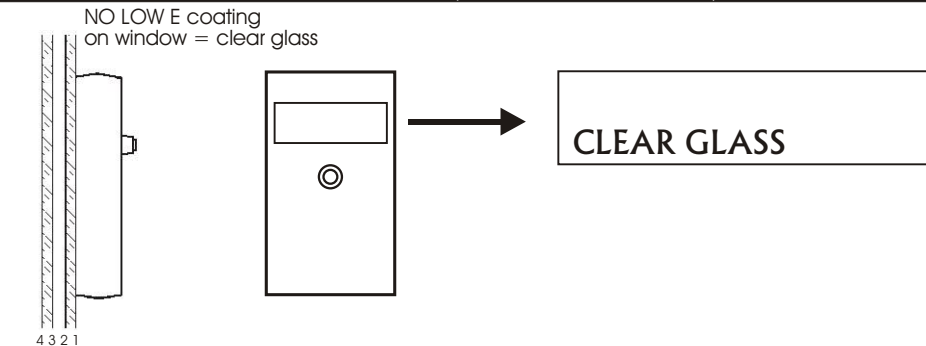 NO LOW E coating
on window = clear glass
CLEAR GLASS
4 3 2 1